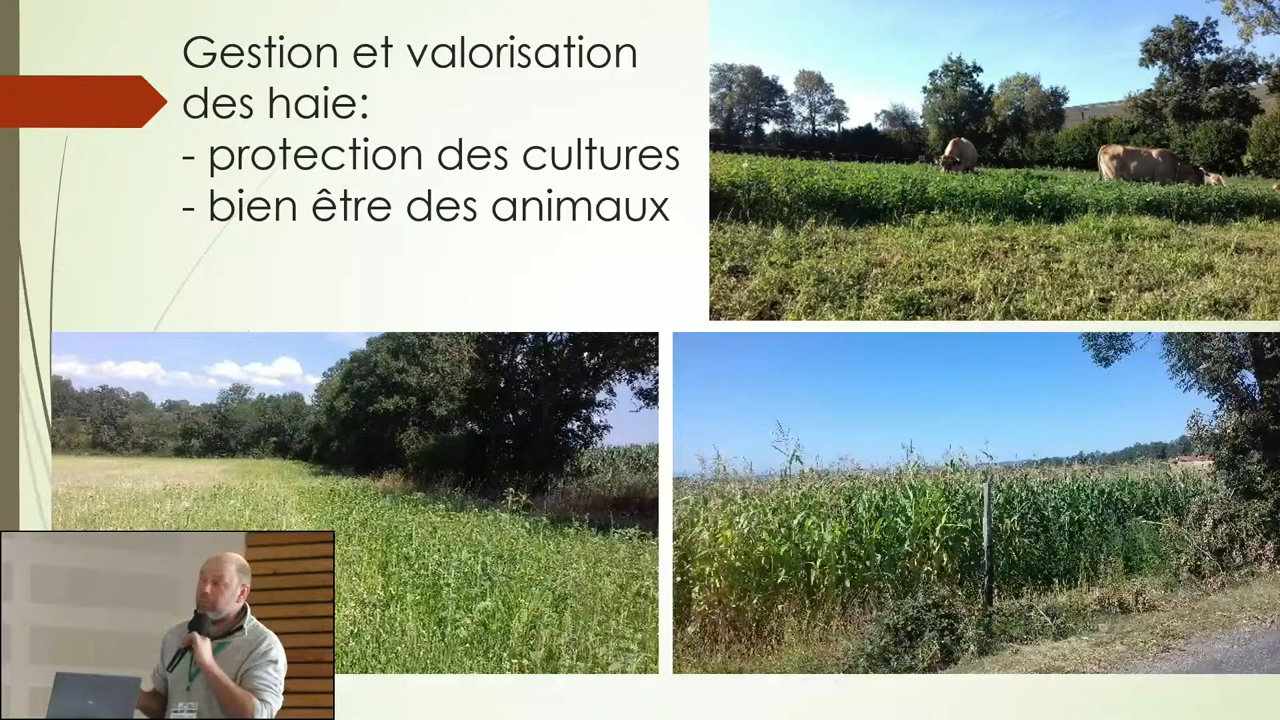 Gestion et valorisation
des haie:
- protection des cultures
- bien être des animaux